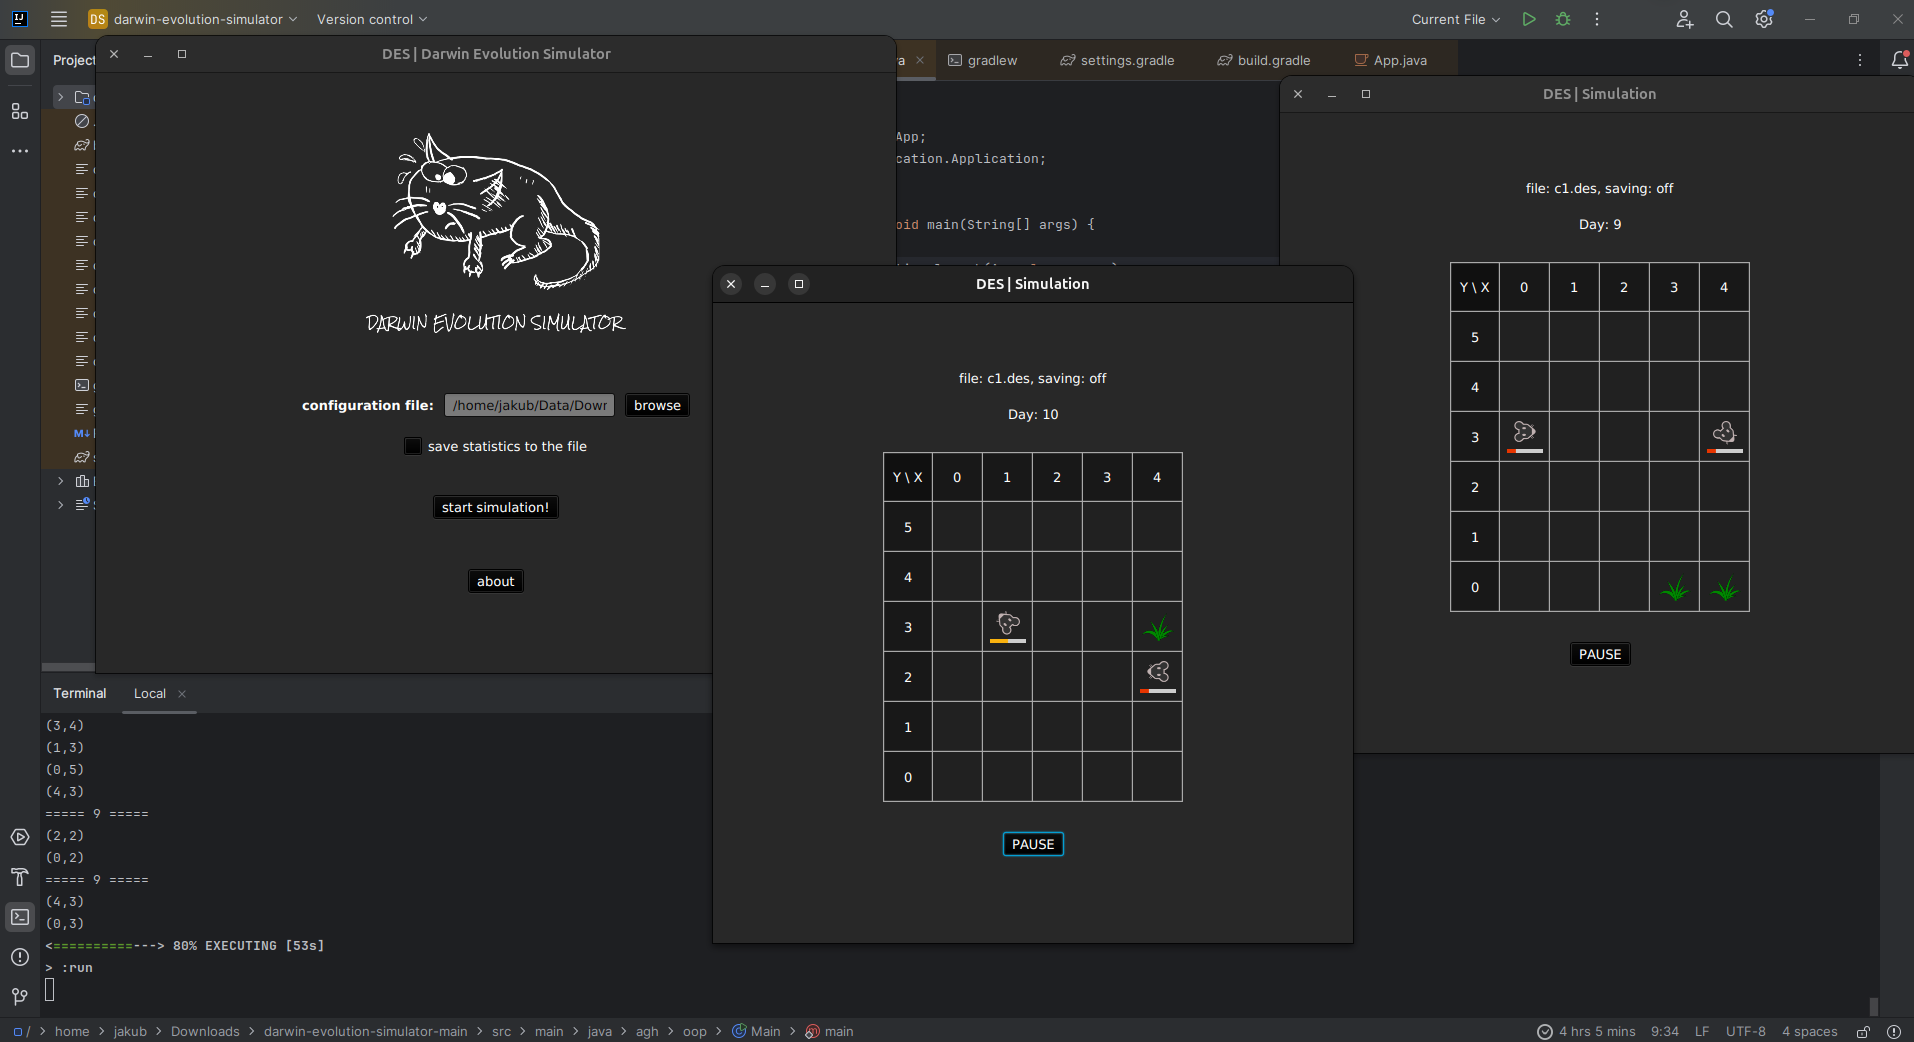 DS darwin-evolution-simulator Version control Current File
Project
DES | Darwin Evolution Simulator
DARWIN EVOLUTION SIMULATOR
configuration file: /home/jakub/Data/Dowr browse
save statistics to the file
start simulation!
about
gradlew settings.gradle build.gradle App.java
App;
cation.Application;
oid main(String[] args) {
DES | Simulation
file: c1.des, saving: off
Day: 10
Y \ X 0 1 2 3 4
5
4
3
2
1
0
PAUSE
DES | Simulation
file: c1.des, saving: off
Day: 9
Y \ X 0 1 2 3 4
5
4
3
2
1
0
PAUSE
Terminal Local
(3,4)
(1,3)
(0,5)
(4,3)
===== 9 =====
(2,2)
(0,2)
===== 9 =====
(4,3)
(0,3)
<==========---> 80% EXECUTING [53s]
> :run
/ > home > jakub > Downloads > darwin-evolution-simulator-main > src > main > java > agh > oop > Main > main
4 hrs 5 mins 9:34 LF UTF-8 4 spaces